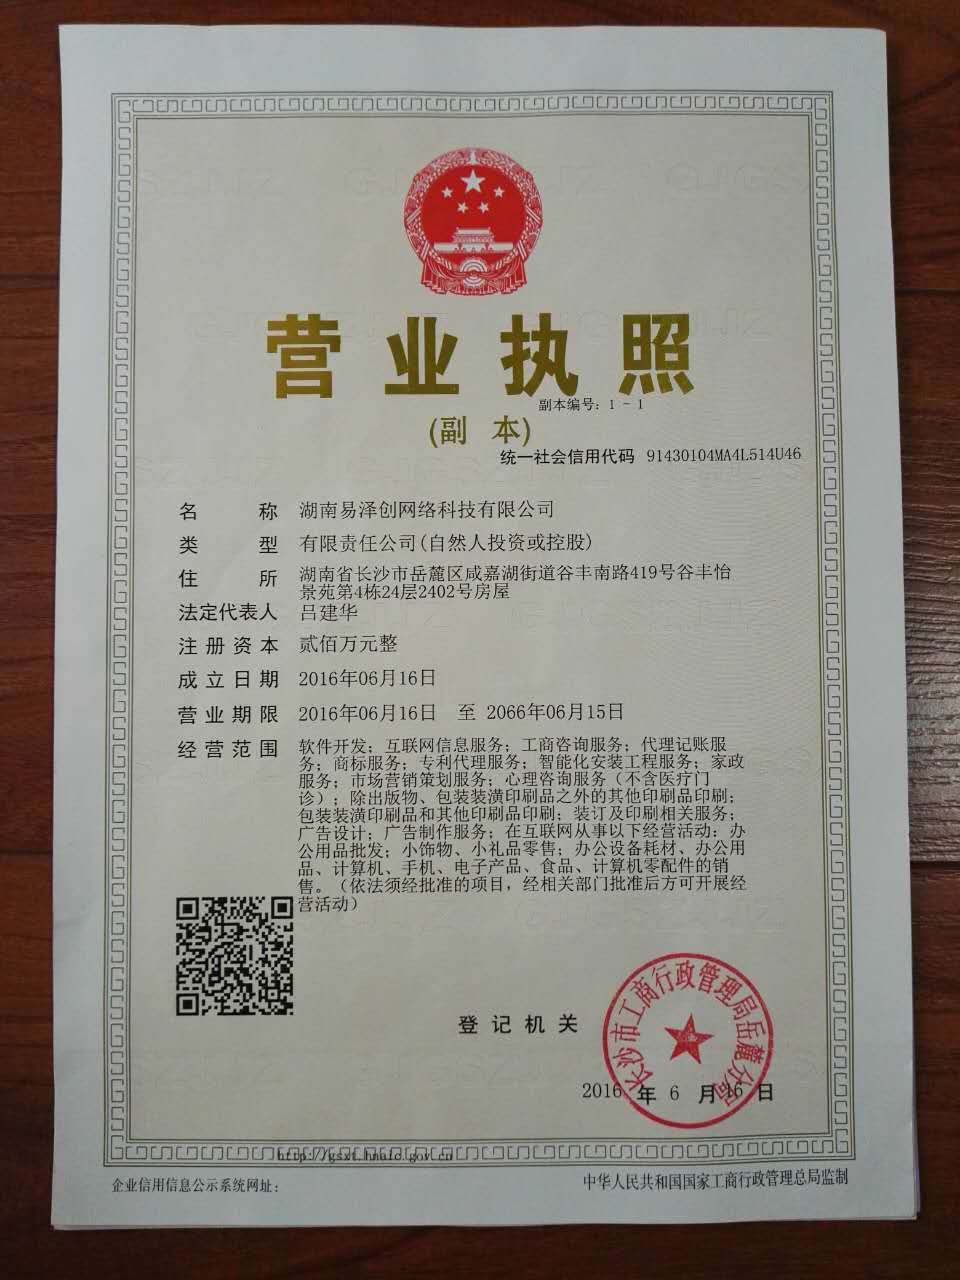 营业执照
副本编号：1 - 1
(副 本)
统一社会信用代码 91430104MA4L514U46
名称 湖南易泽创网络科技有限公司
类型 有限责任公司(自然人投资或控股)
住所 湖南省长沙市岳麓区咸嘉湖街道谷丰南路419号谷丰怡
景苑第4栋24层2402号房屋
法定代表人 吕建华
注册资本 贰佰万元整
成立日期 2016年06月16日
营业期限 2016年06月16日 至 2066年06月15日
经营范围 软件开发；互联网信息服务；工商咨询服务；代理记账服
务；商标服务；专利代理服务；智能化安装工程服务；家政
服务；市场营销策划服务；心理咨询服务（不含医疗门
诊）；除出版物、包装装潢印刷品之外的其他印刷品印刷；
包装装潢印刷品和其他印刷品印刷；装订及印刷相关服务；
广告设计；广告制作服务；在互联网从事以下经营活动：办
公用品批发；小饰物、小礼品零售；办公设备耗材、办公用
品、计算机、手机、电子产品、食品、计算机零配件的销
售。（依法须经批准的项目，经相关部门批准后方可开展经
营活动）
登记机关
长沙市工商行政管理局岳麓分局
2016 年 6 月 16 日
http://gsxt.hnaic.gov.cn
企业信用信息公示系统网址：
中华人民共和国国家工商行政管理总局监制